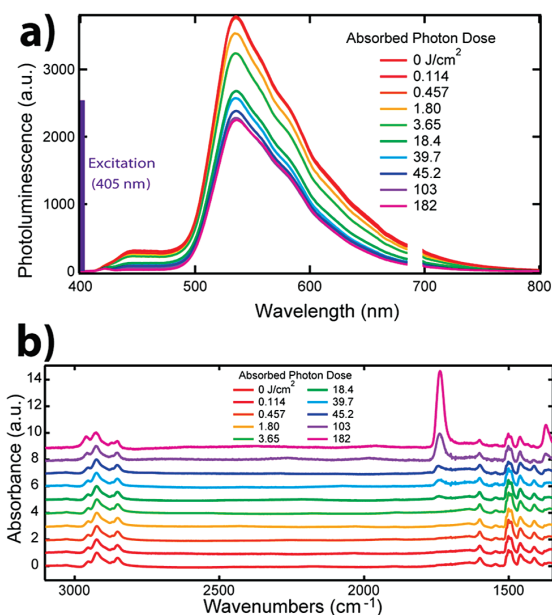 a)
Absorbed Photon Dose
0 J/cm²
0.114
0.457
1.80
3.65
18.4
39.7
45.2
103
182
Excitation
(405 nm)
Photoluminescence (a.u.)
3000
2000
1000
0
400 500 600 700 800
Wavelength (nm)
b)
Absorbed Photon Dose
0 J/cm² 18.4
0.114 39.7
0.457 45.2
1.80 103
3.65 182
Absorbance (a.u.)
14
12
10
8
6
4
2
0
3000 2500 2000 1500
Wavenumbers (cm⁻¹)